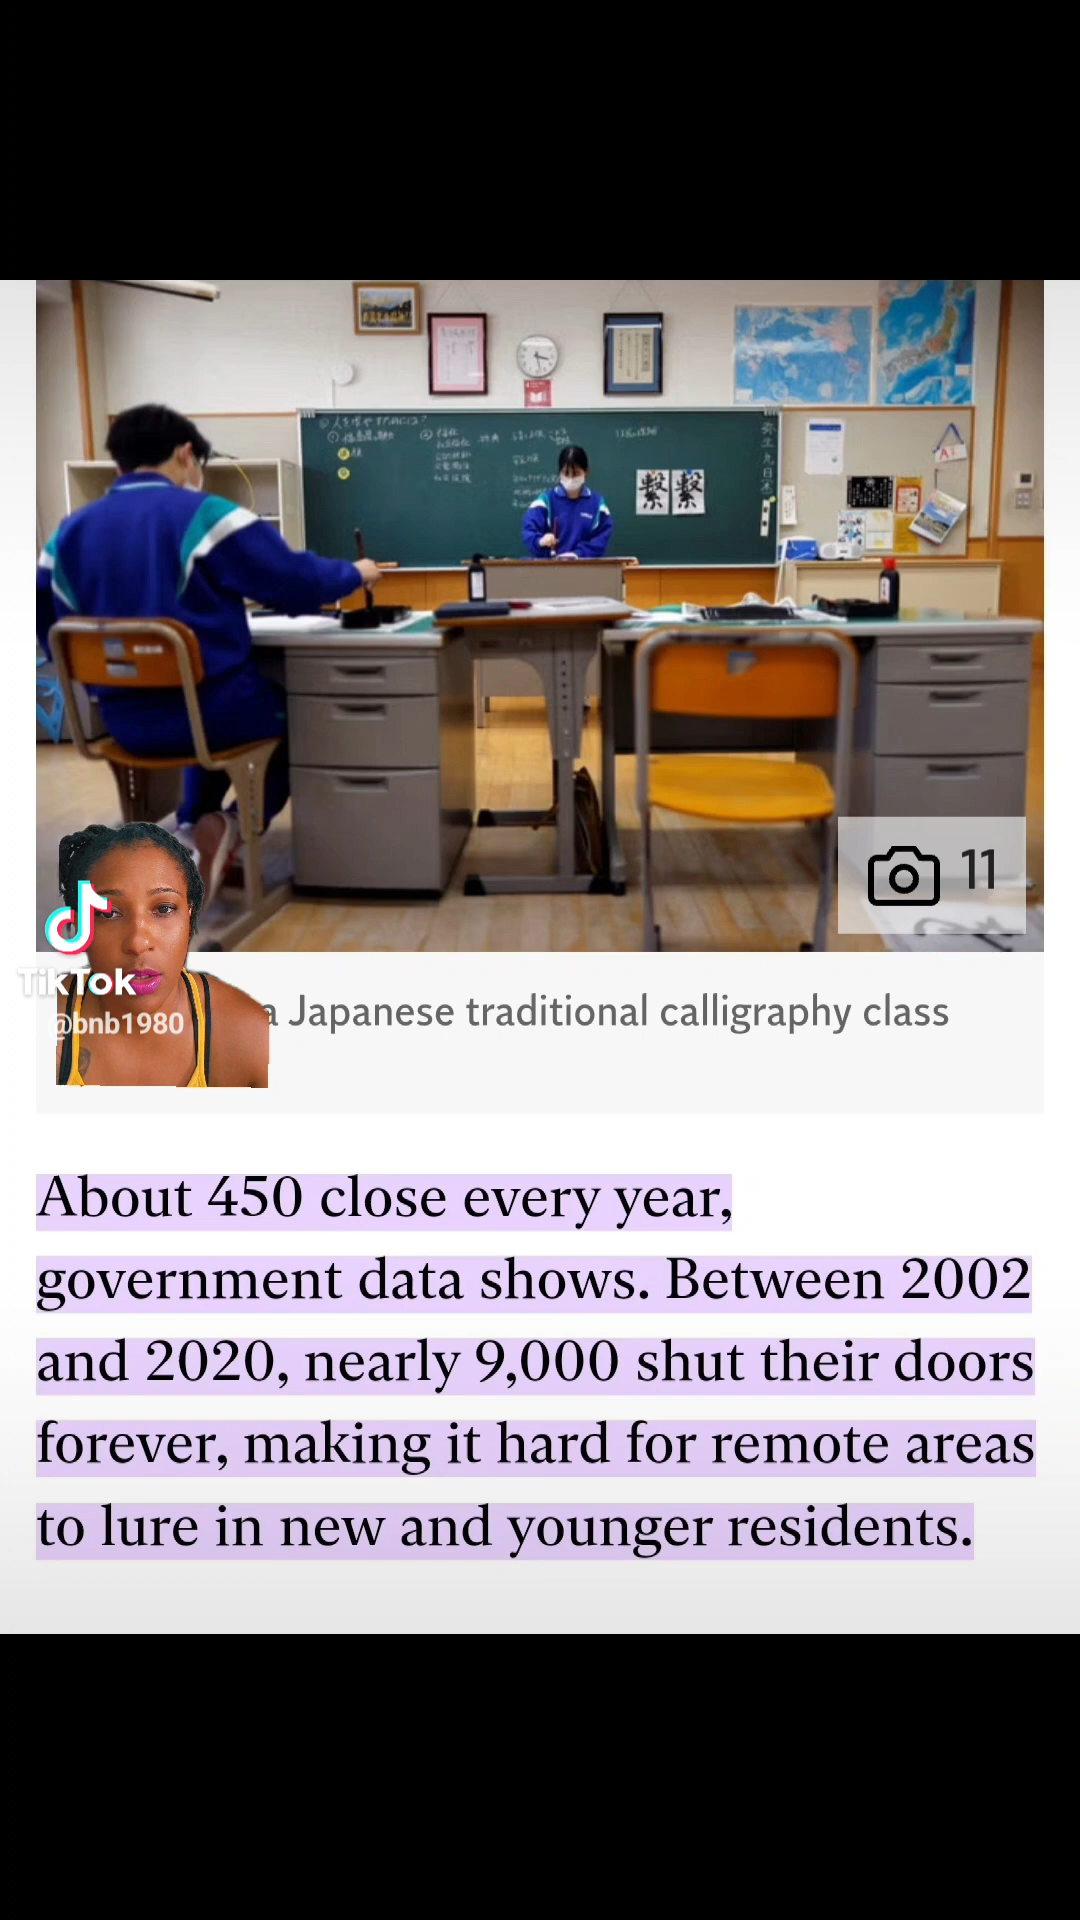 繋 繋
11
TikTok
@bnb1980
a Japanese traditional calligraphy class
About 450 close every year,
government data shows. Between 2002
and 2020, nearly 9,000 shut their doors
forever, making it hard for remote areas
to lure in new and younger residents.